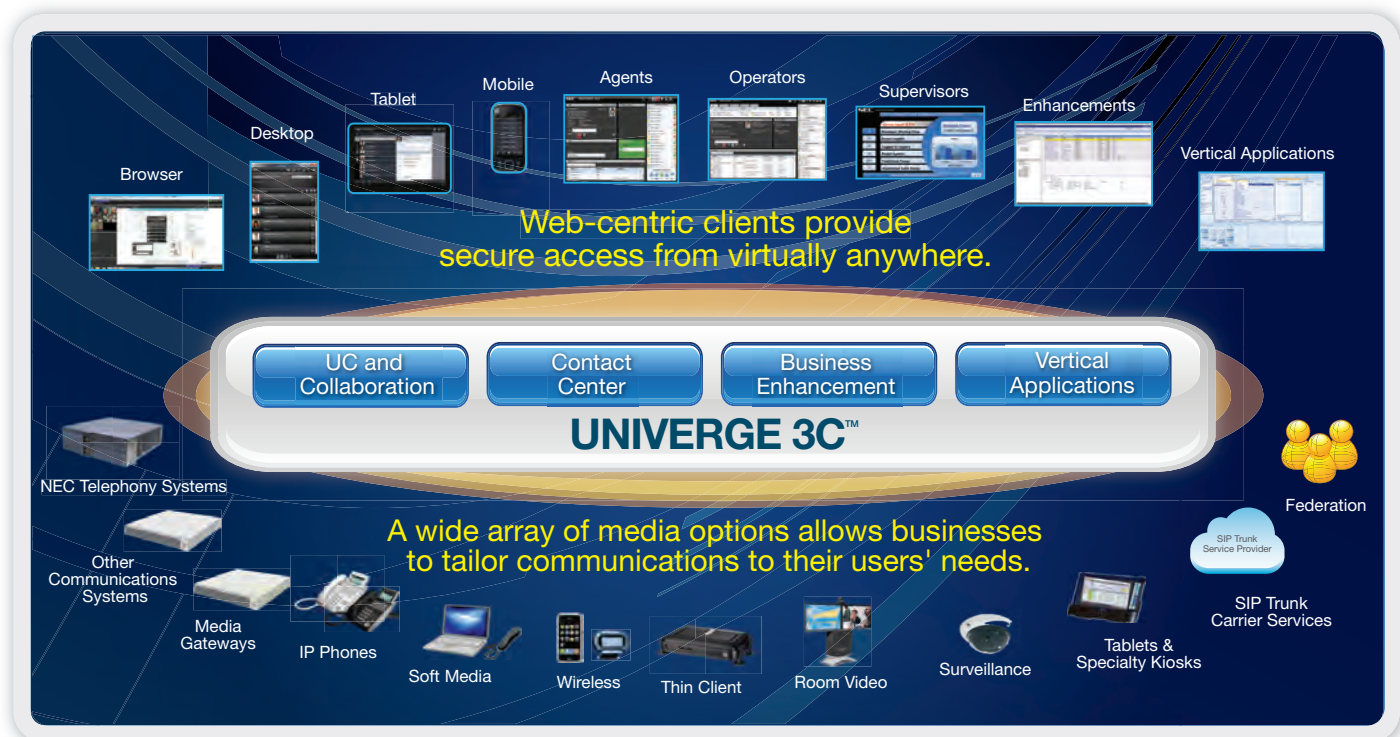 Browser
Desktop
Tablet
Mobile
Agents
Operators
Supervisors
Enhancements
Vertical Applications
Web-centric clients provide
secure access from virtually anywhere.
UC and
Collaboration
Contact
Center
Business
Enhancement
Vertical
Applications
UNIVERGE 3C™
A wide array of media options allows businesses
to tailor communications to their users' needs.
NEC Telephony Systems
Other
Communications
Systems
Media
Gateways
IP Phones
Soft Media
Wireless
Thin Client
Room Video
Surveillance
Tablets &
Specialty Kiosks
SIP Trunk
Service Provider
SIP Trunk
Carrier Services
Federation